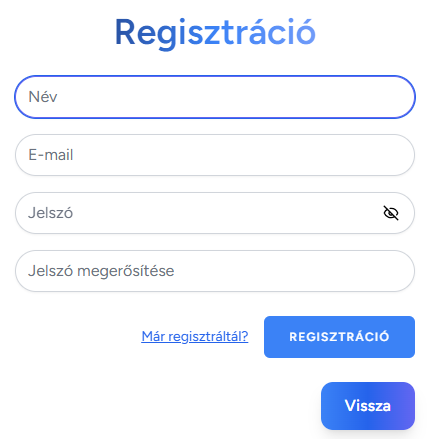 Regisztráció
Név
E-mail
Jelszó
Jelszó megerősítése
Már regisztráltál? REGISZTRÁCIÓ
Vissza